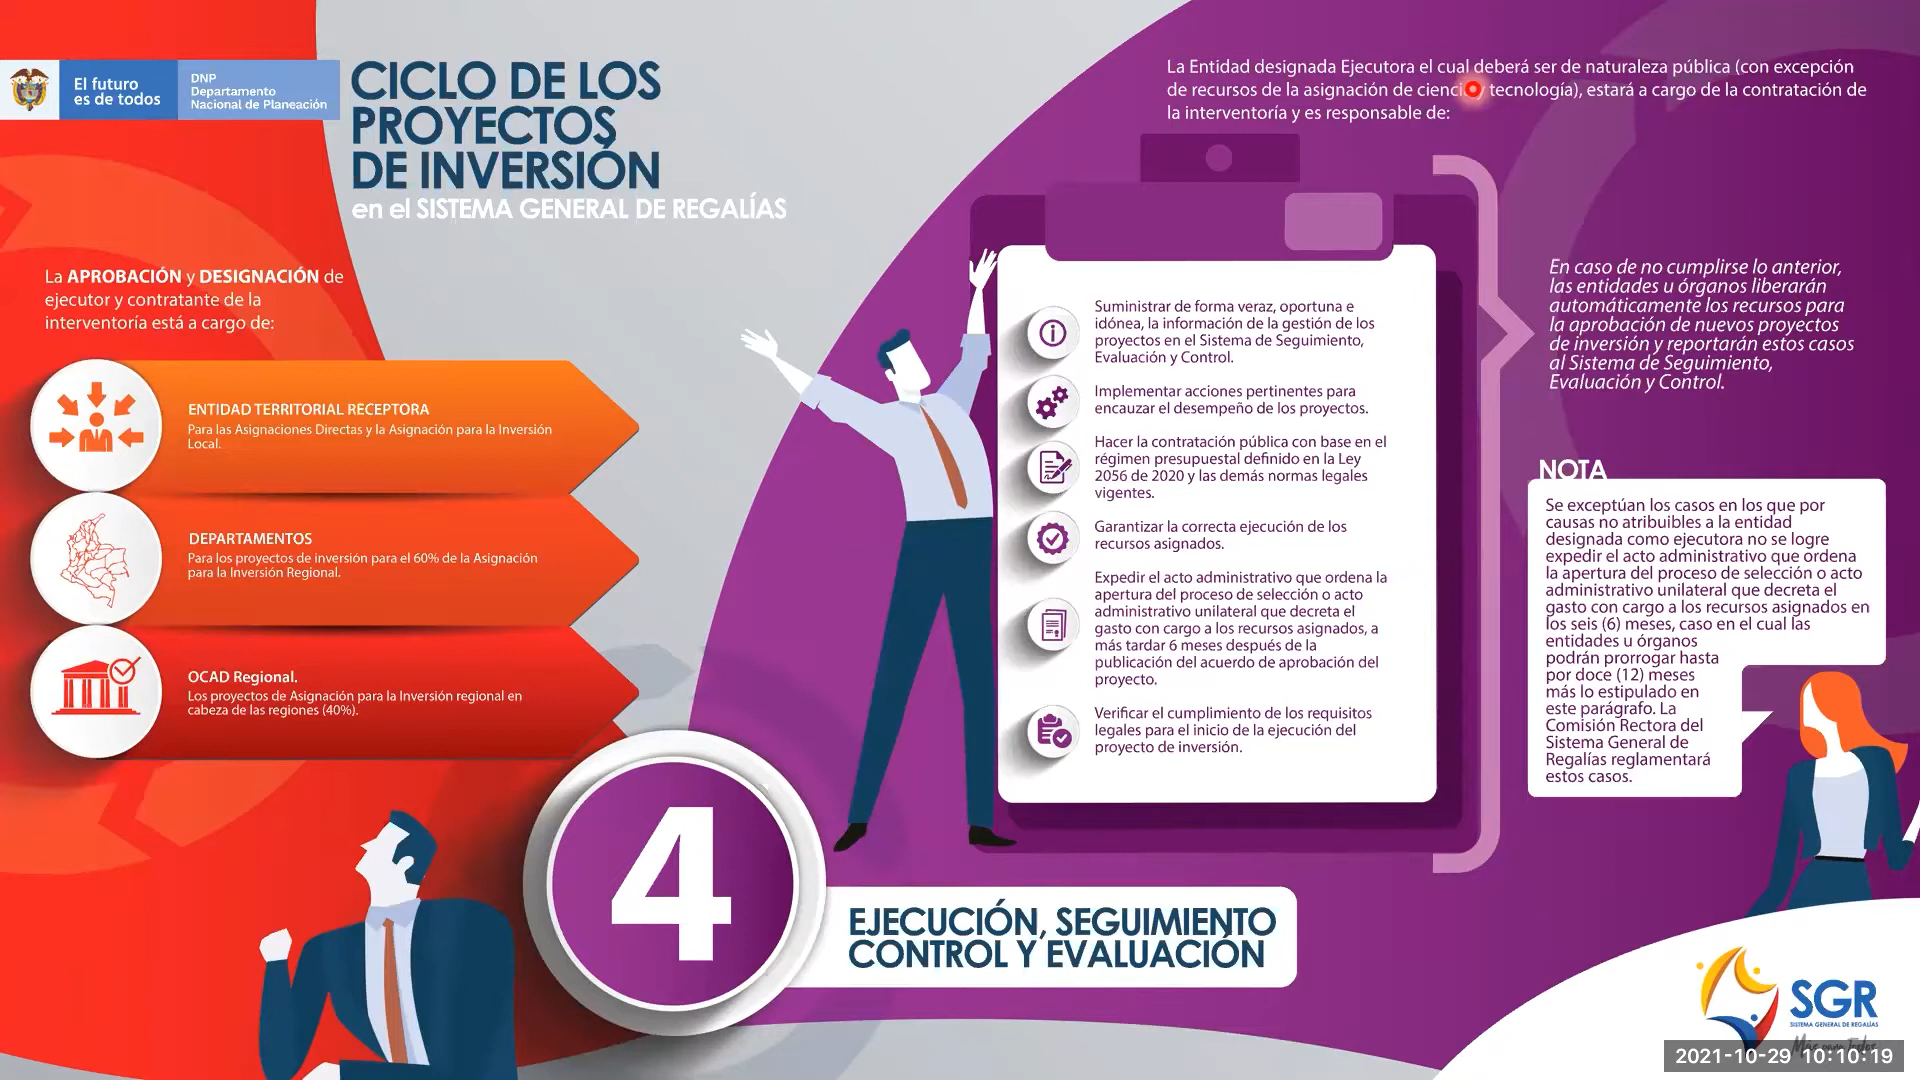 El futuro
es de todos
DNP
Departamento
Nacional de Planeación
CICLO DE LOS
PROYECTOS
DE INVERSIÓN
en el SISTEMA GENERAL DE REGALÍAS
La APROBACIÓN y DESIGNACIÓN de
ejecutor y contratante de la
interventoría está a cargo de:
ENTIDAD TERRITORIAL RECEPTORA
Para las Asignaciones Directas y la Asignación para la Inversión
Local.
DEPARTAMENTOS
Para los proyectos de inversión para el 60% de la Asignación
para la Inversión Regional.
OCAD Regional.
Los proyectos de Asignación para la Inversión regional en
cabeza de las regiones (40%).
4
EJECUCIÓN, SEGUIMIENTO
CONTROL Y EVALUACIÓN
La Entidad designada Ejecutora el cual deberá ser de naturaleza pública (con excepción
de recursos de la asignación de ciencia y tecnología), estará a cargo de la contratación de
la interventoría y es responsable de:
Suministrar de forma veraz, oportuna e
idónea, la información de la gestión de los
proyectos en el Sistema de Seguimiento,
Evaluación y Control.
Implementar acciones pertinentes para
encauzar el desempeño de los proyectos.
Hacer la contratación pública con base en el
régimen presupuestal definido en la Ley
2056 de 2020 y las demás normas legales
vigentes.
Garantizar la correcta ejecución de los
recursos asignados.
Expedir el acto administrativo que ordena la
apertura del proceso de selección o acto
administrativo unilateral que decreta el
gasto con cargo a los recursos asignados, a
más tardar 6 meses después de la
publicación del acuerdo de aprobación del
proyecto.
Verificar el cumplimiento de los requisitos
legales para el inicio de la ejecución del
proyecto de inversión.
En caso de no cumplirse lo anterior,
las entidades u órganos liberarán
automáticamente los recursos para
la aprobación de nuevos proyectos
de inversión y reportarán estos casos
al Sistema de Seguimiento,
Evaluación y Control.
NOTA
Se exceptúan los casos en los que por
causas no atribuibles a la entidad
designada como ejecutora no se logre
expedir el acto administrativo que ordena
la apertura del proceso de selección o acto
administrativo unilateral que decreta el
gasto con cargo a los recursos asignados en
los seis (6) meses, caso en el cual las
entidades u órganos
podrán prorrogar hasta
por doce (12) meses
más lo estipulado en
este parágrafo. La
Comisión Rectora del
Sistema General de
Regalías reglamentará
estos casos.
SGR
SISTEMA GENERAL DE REGALÍAS
2021-10-29 10:10:19